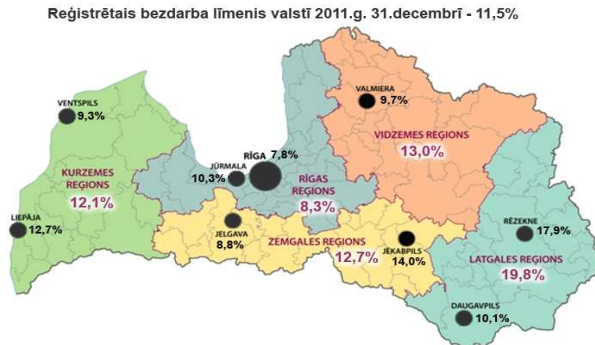 Reģistrētais bezdarba līmenis valstī 2011.g. 31.decembrī - 11,5%
VENTSPILS
9,3%
VALMIERA
9,7%
VIDZEMES REĢIONS
13,0%
KURZEMES
REĢIONS
12,1%
RĪGA 7,8%
JŪRMALA
10,3%
RĪGAS
REĢIONS
8,3%
LIEPĀJA
12,7%
JELGAVA
8,8%
ZEMGALES REĢIONS
12,7%
JĒKABPILS
14,0%
RĒZEKNE
17,9%
LATGALES REĢIONS
19,8%
DAUGAVPILS
10,1%